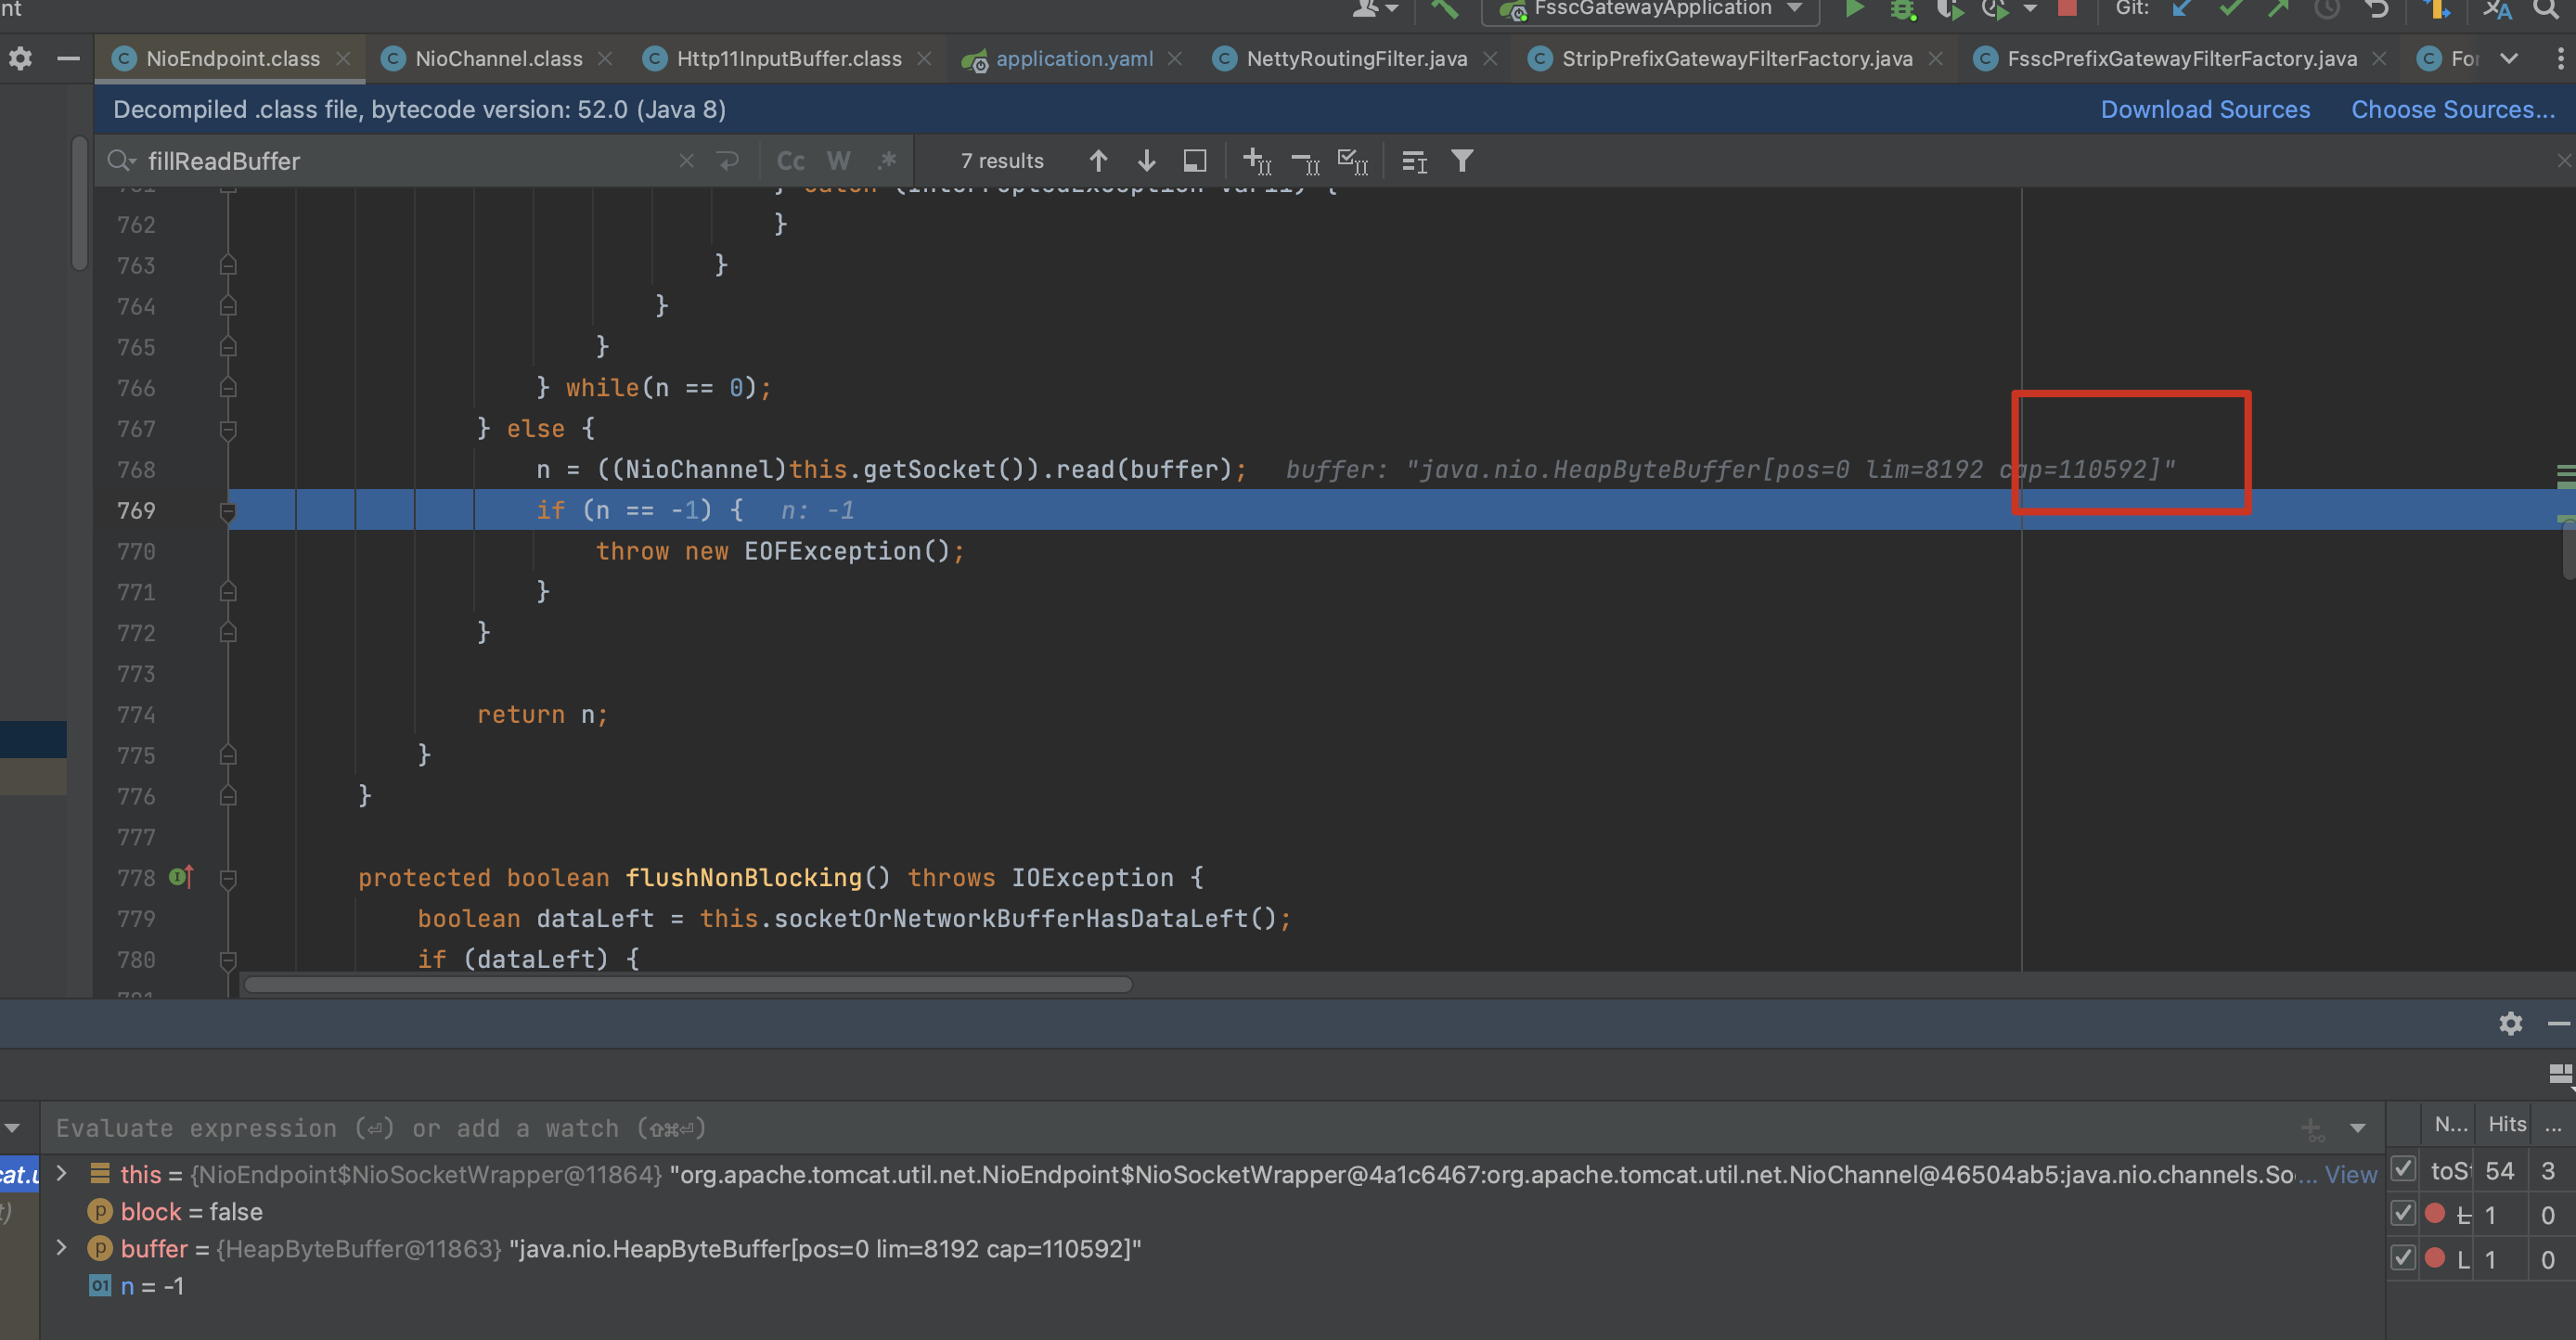 nt
FsscGatewayApplication
Git:
NioEndpoint.class
NioChannel.class
Http11InputBuffer.class
application.yaml
NettyRoutingFilter.java
StripPrefixGatewayFilterFactory.java
FsscPrefixGatewayFilterFactory.java
For
Decompiled .class file, bytecode version: 52.0 (Java 8)
Download Sources
Choose Sources...
fillReadBuffer
Cc
W
.*
7 results
762 }
763 }
764 }
765 }
766 } while(n == 0);
767 } else {
768 n = ((NioChannel)this.getSocket()).read(buffer); buffer: "java.nio.HeapByteBuffer[pos=0 lim=8192 cap=110592]"
769 if (n == -1) { n: -1
770 throw new EOFException();
771 }
772 }
773
774 return n;
775 }
776 }
777
778 protected boolean flushNonBlocking() throws IOException {
779 boolean dataLeft = this.socketOrNetworkBufferHasDataLeft();
780 if (dataLeft) {
Evaluate expression (⏎) or add a watch (⇧⌘⏎)
N...
Hits
...
cat.u
this = {NioEndpoint$NioSocketWrapper@11864} "org.apache.tomcat.util.net.NioEndpoint$NioSocketWrapper@4a1c6467:org.apache.tomcat.util.net.NioChannel@46504ab5:java.nio.channels.So... View
toSt 54 3
t)
block = false
L 1 0
buffer = {HeapByteBuffer@11863} "java.nio.HeapByteBuffer[pos=0 lim=8192 cap=110592]"
L 1 0
01 n = -1